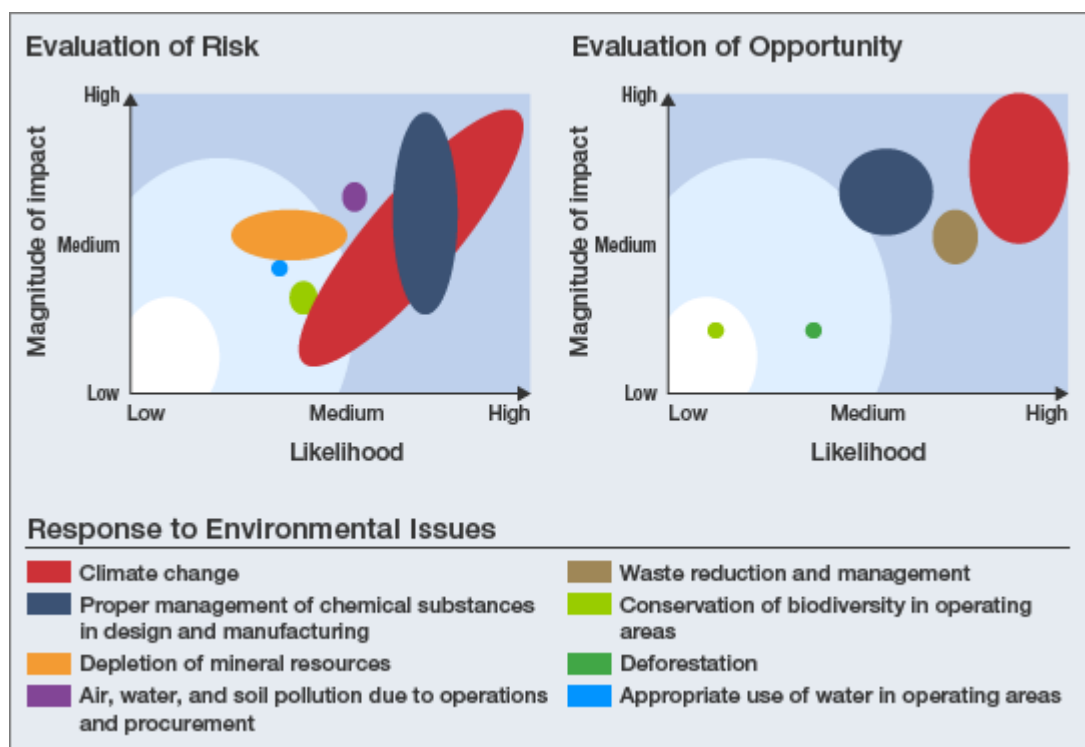 Evaluation of Risk
High
Magnitude of impact
Medium
Low
Low Medium High
Likelihood
Evaluation of Opportunity
High
Magnitude of impact
Medium
Low
Low Medium High
Likelihood
Response to Environmental Issues
Climate change
Proper management of chemical substances
in design and manufacturing
Depletion of mineral resources
Air, water, and soil pollution due to operations
and procurement
Waste reduction and management
Conservation of biodiversity in operating
areas
Deforestation
Appropriate use of water in operating areas